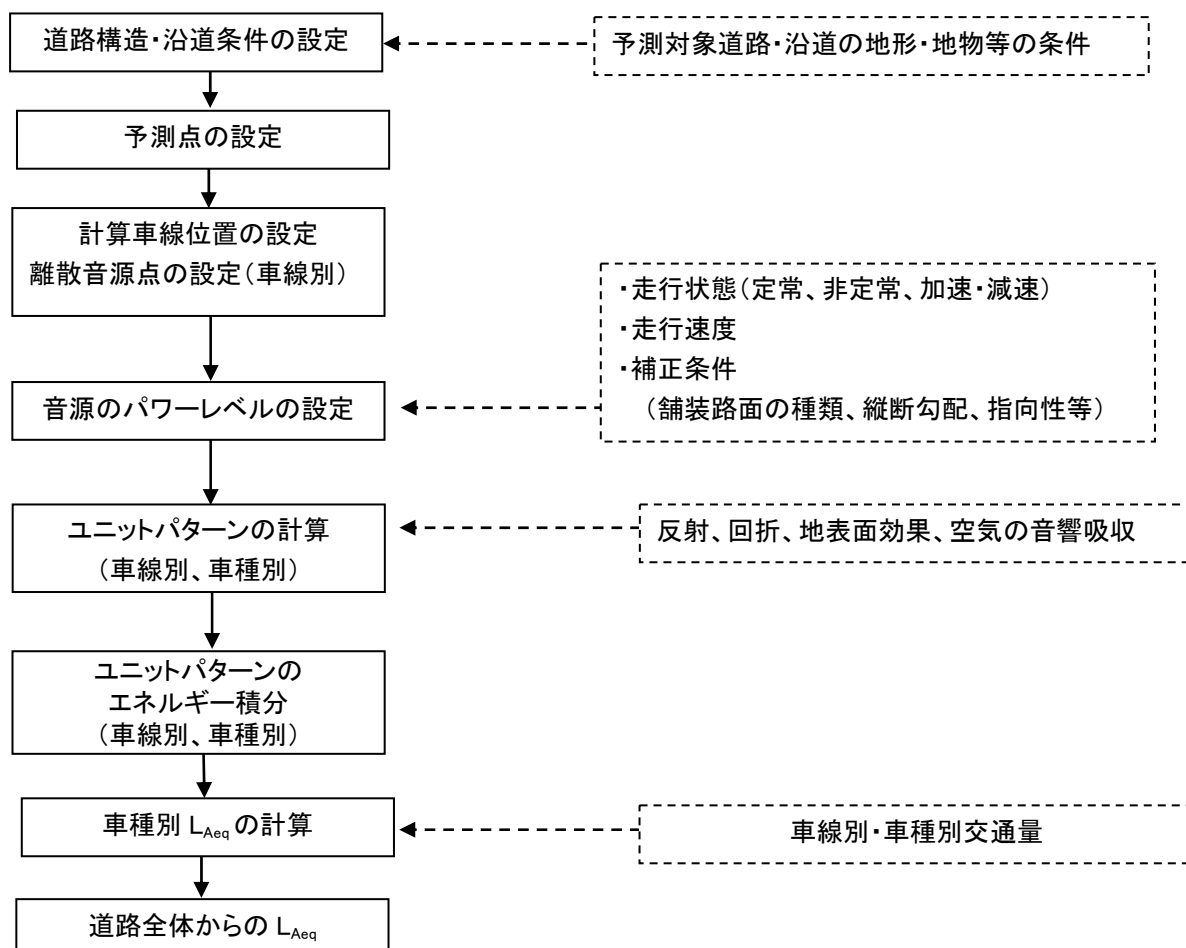 道路構造・沿道条件の設定
予測対象道路・沿道の地形・地物等の条件
予測点の設定
計算車線位置の設定
離散音源点の設定（車線別）
・走行状態（定常、非定常、加速・減速）
・走行速度
・補正条件
（舗装路面の種類、縦断勾配、指向性等）
音源のパワーレベルの設定
ユニットパターンの計算
（車線別、車種別）
反射、回折、地表面効果、空気の音響吸収
ユニットパターンの
エネルギー積分
（車線別、車種別）
車種別 LAeq の計算
車線別・車種別交通量
道路全体からの LAeq